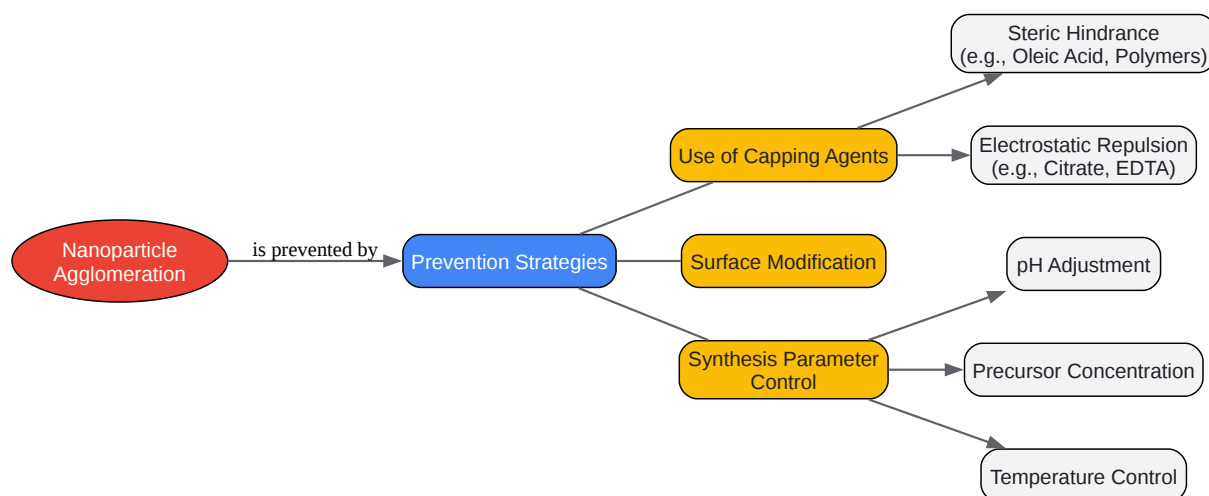 Nanoparticle
Agglomeration
is prevented by
Prevention Strategies
Use of Capping Agents
Surface Modification
Synthesis Parameter
Control
Steric Hindrance
(e.g., Oleic Acid, Polymers)
Electrostatic Repulsion
(e.g., Citrate, EDTA)
pH Adjustment
Precursor Concentration
Temperature Control